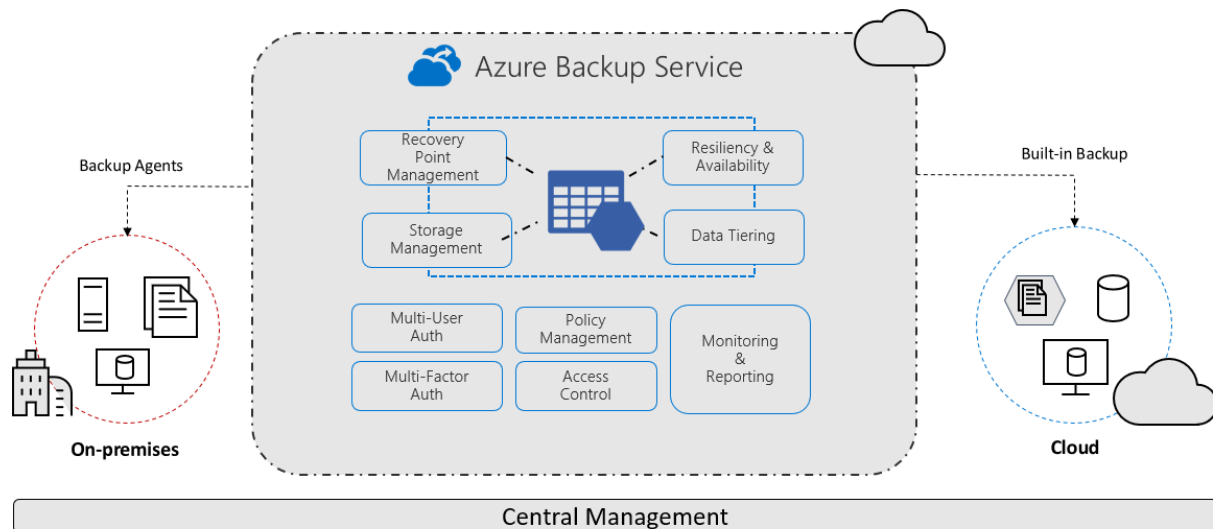 Azure Backup Service
Recovery
Point
Management
Resiliency &
Availability
Storage
Management
Data Tiering
Multi-User
Auth
Policy
Management
Monitoring
&
Reporting
Multi-Factor
Auth
Access
Control
Backup Agents
On-premises
Built-in Backup
Cloud
Central Management